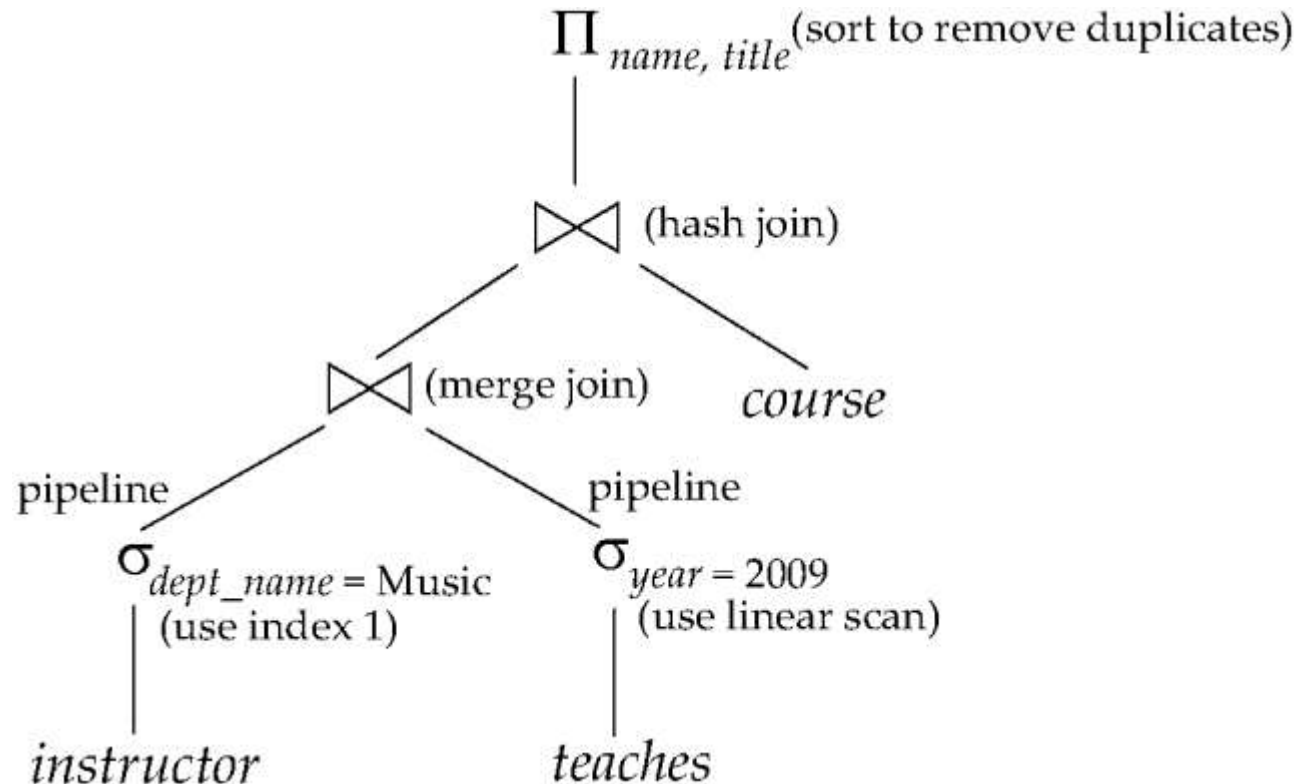 Π name, title (sort to remove duplicates)
(hash join)
(merge join)
course
pipeline
pipeline
σ dept_name = Music
(use index 1)
σ year = 2009
(use linear scan)
instructor
teaches